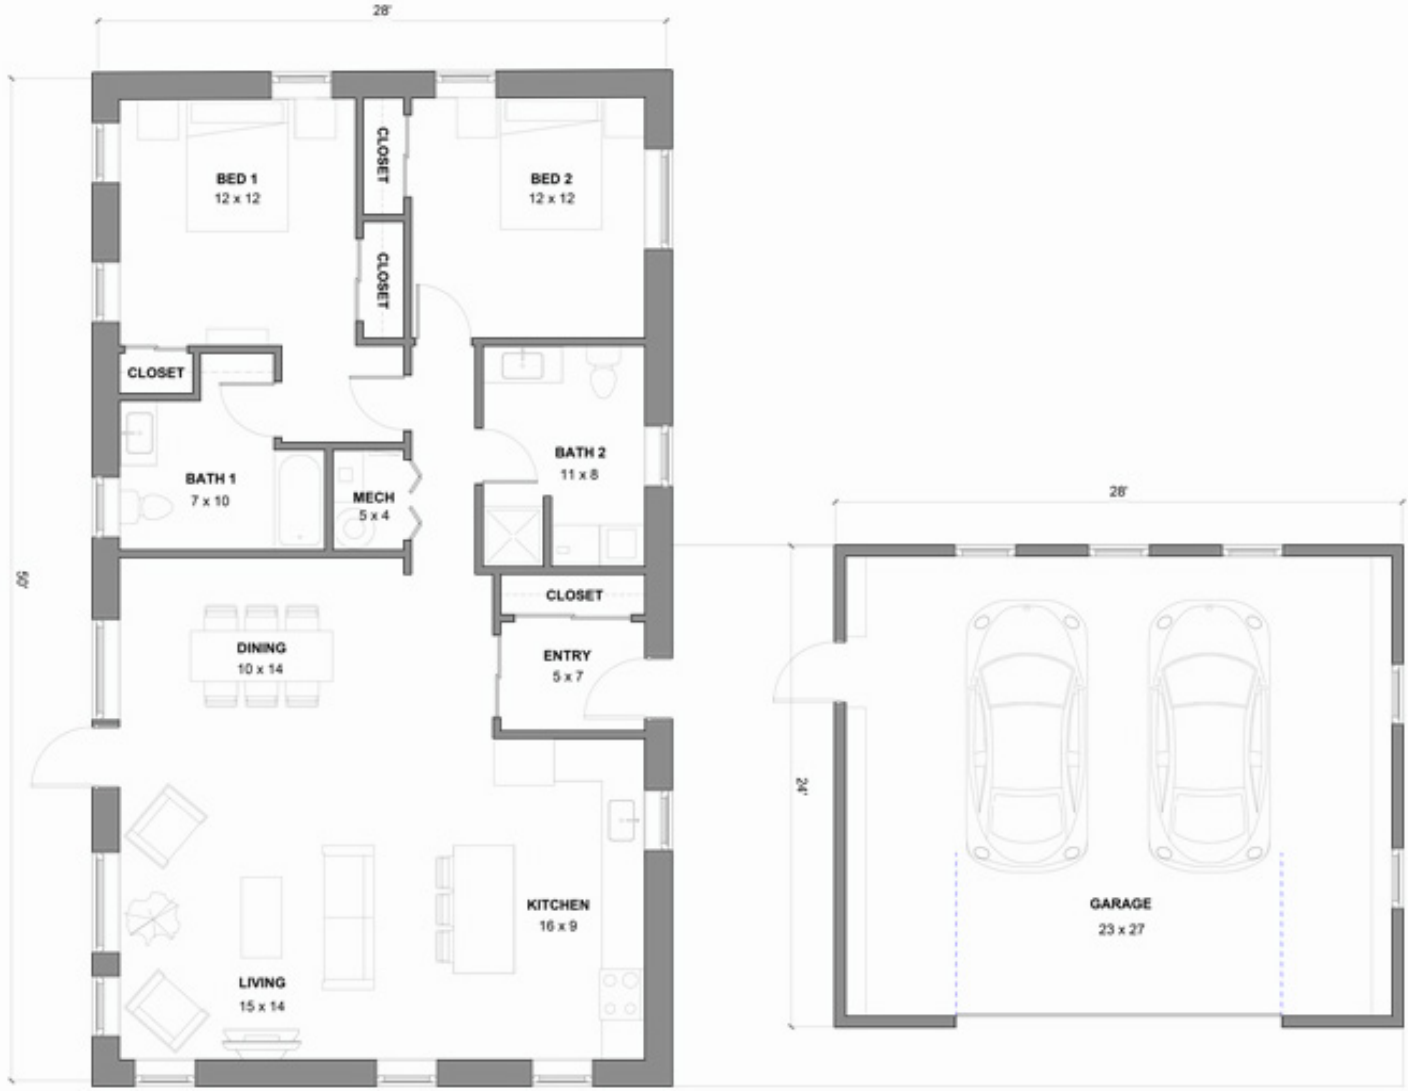 28'
CLOSET
BED 1
12 x 12
BED 2
12 x 12
CLOSET
CLOSET
BATH 2
11 x 8
BATH 1
7 x 10
MECH
5 x 4
28'
50'
CLOSET
DINING
10 x 14
ENTRY
5 x 7
24'
KITCHEN
16 x 9
GARAGE
23 x 27
LIVING
15 x 14